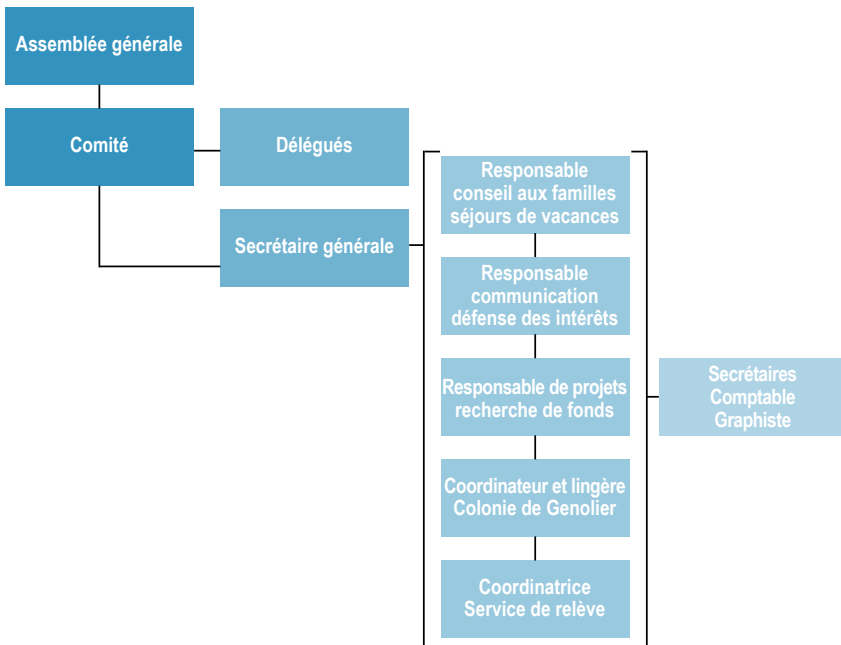 Assemblée générale
Comité
Délégués
Secrétaire générale
Responsable
conseil aux familles
séjours de vacances
Responsable
communication
défense des intérêts
Responsable de projets
recherche de fonds
Coordinateur et lingère
Colonie de Genolier
Coordinatrice
Service de relève
Secrétaires
Comptable
Graphiste